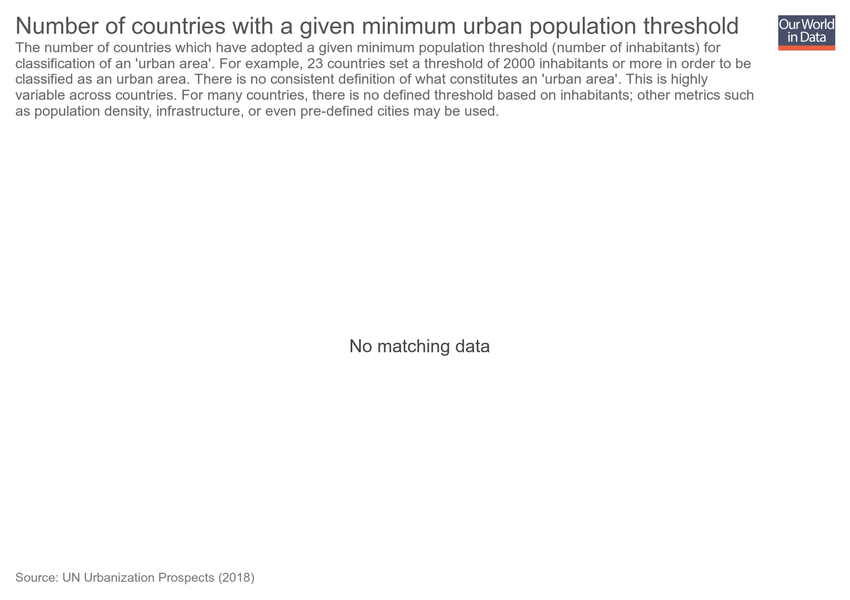 Number of countries with a given minimum urban population threshold
Our World
in Data
The number of countries which have adopted a given minimum population threshold (number of inhabitants) for
classification of an 'urban area'. For example, 23 countries set a threshold of 2000 inhabitants or more in order to be
classified as an urban area. There is no consistent definition of what constitutes an 'urban area'. This is highly
variable across countries. For many countries, there is no defined threshold based on inhabitants; other metrics such
as population density, infrastructure, or even pre-defined cities may be used.
No matching data
Source: UN Urbanization Prospects (2018)